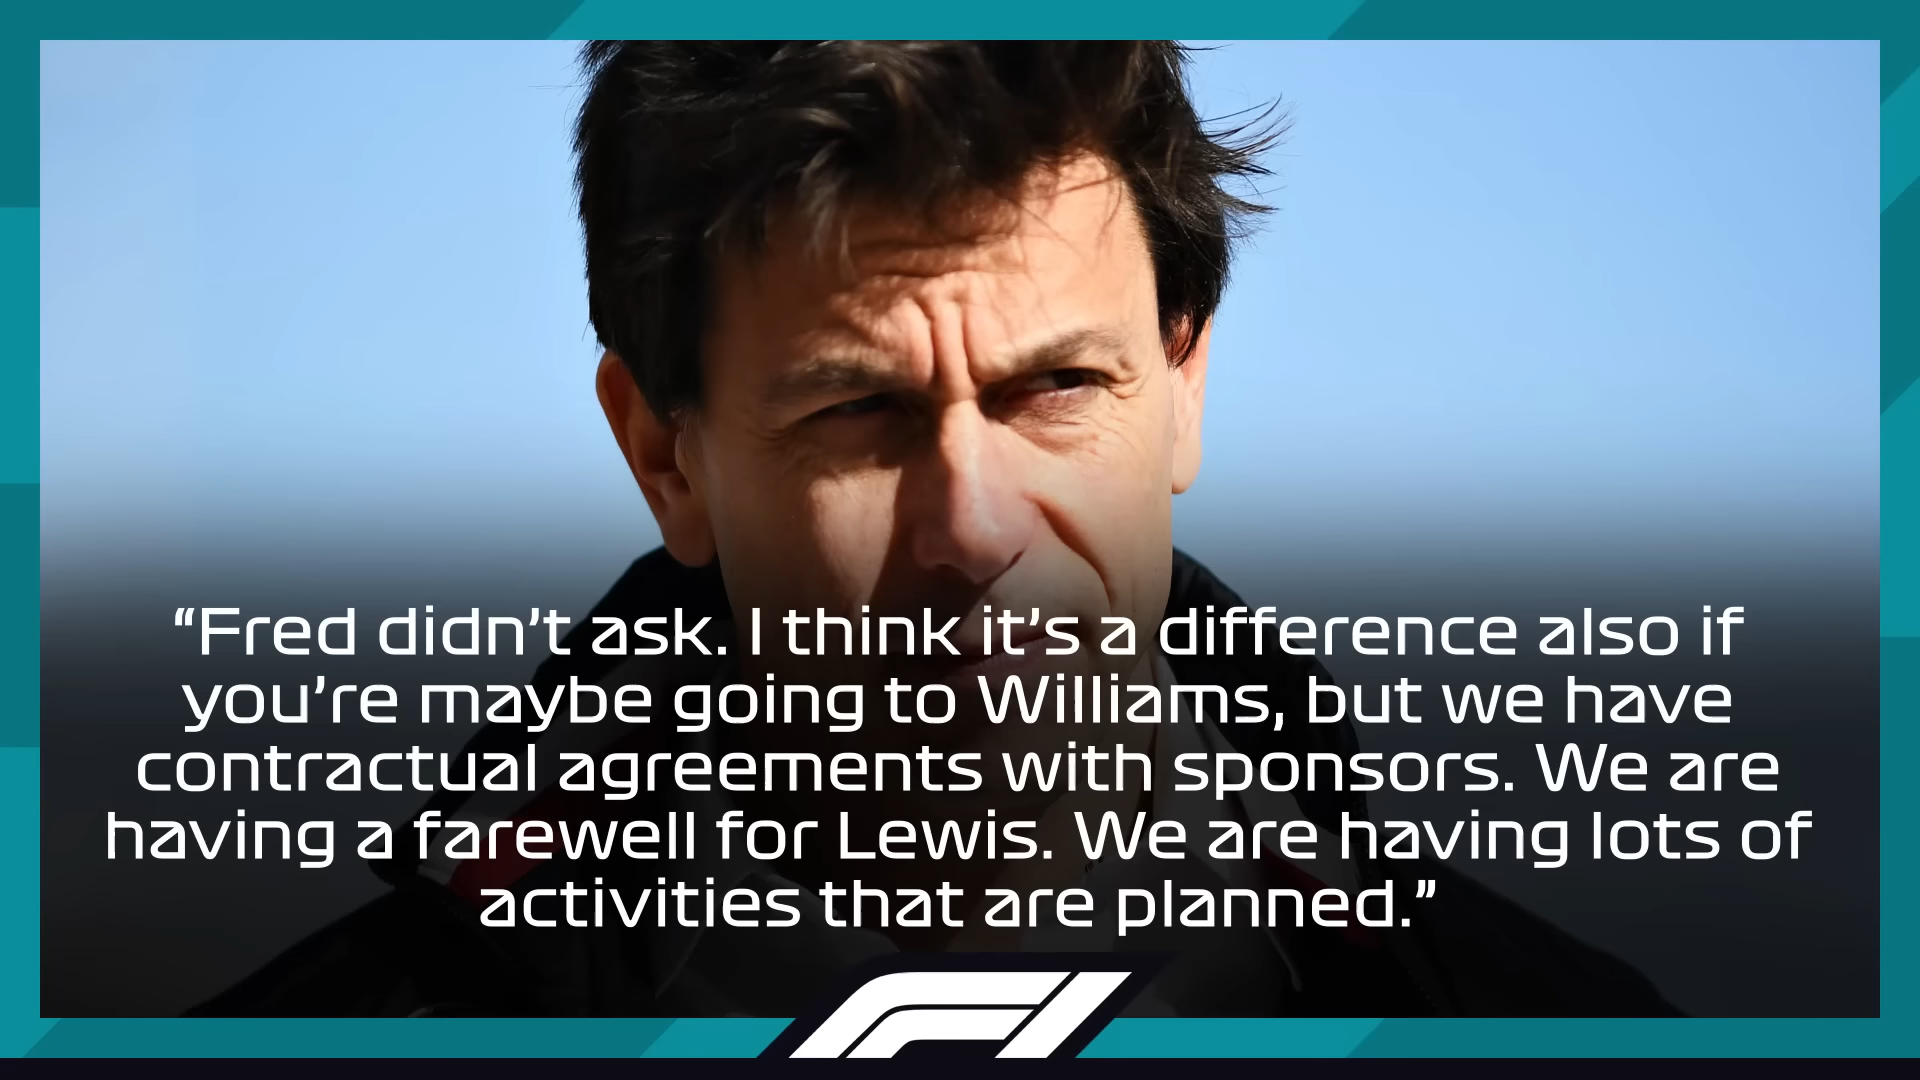 “Fred didn’t ask. I think it’s a difference also if
you’re maybe going to Williams, but we have
contractual agreements with sponsors. We are
having a farewell for Lewis. We are having lots of
activities that are planned.”
F1